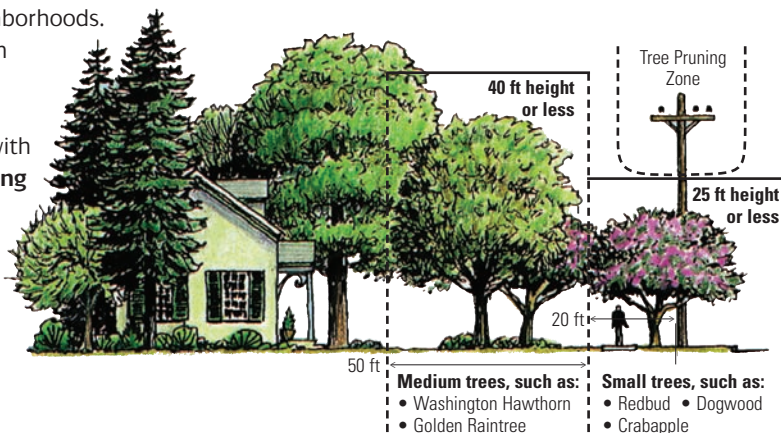 borhoods.
with
ing
Tree Pruning
Zone
40 ft height
or less
25 ft height
or less
20 ft
50 ft
Medium trees, such as:
• Washington Hawthorn
• Golden Raintree
Small trees, such as:
• Redbud • Dogwood
• Crabapple